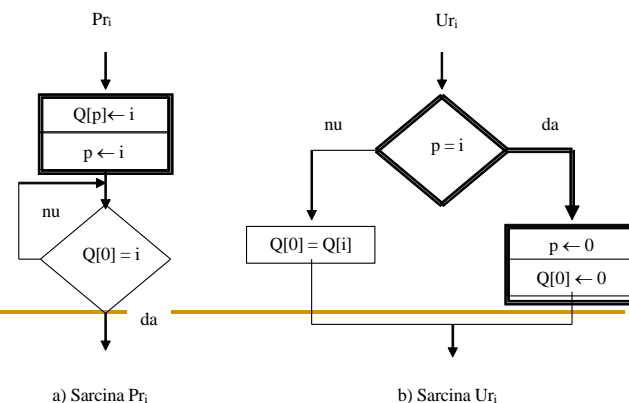 Prᵢ
Q[p]← i
p ← i
nu
Q[0] = i
da
a) Sarcina Prᵢ
Urᵢ
nu
da
p = i
Q[0] = Q[i]
p ← 0
Q[0] ← 0
b) Sarcina Urᵢ